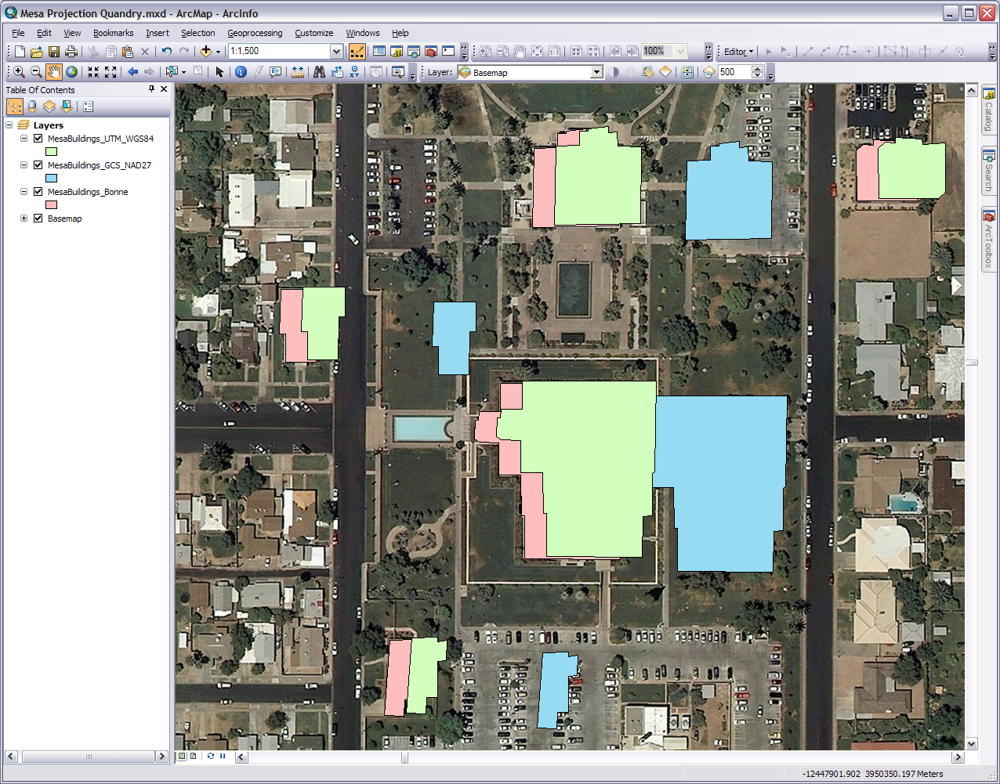 Mesa Projection Quandry.mxd - ArcMap - ArcInfo
File Edit View Bookmarks Insert Selection Geoprocessing Customize Windows Help
1:1,500 100% Editor
Layer: Basemap 500
Table Of Contents
Layers
MesaBuildings_UTM_WGS84
MesaBuildings_GCS_NAD27
MesaBuildings_Bonne
Basemap
Catalog
Search
ArcToolbox
-12447901.902 3950350.197 Meters